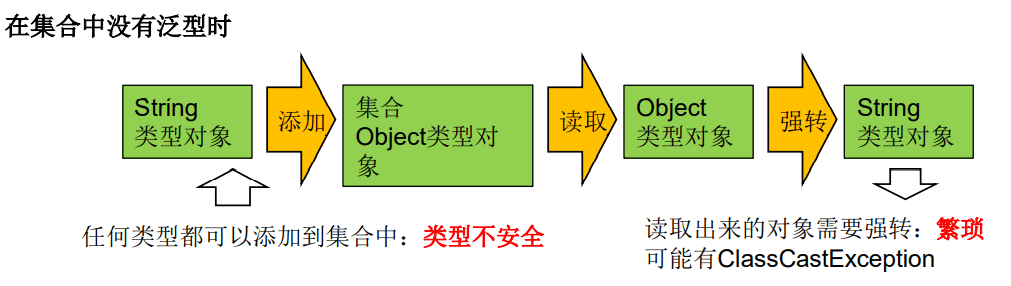 在集合中没有泛型时
String
类型对象
添加
集合
Object类型对
象
读取
Object
类型对象
强转
String
类型对象
任何类型都可以添加到集合中：类型不安全
读取出来的对象需要强转：繁琐
可能有ClassCastException